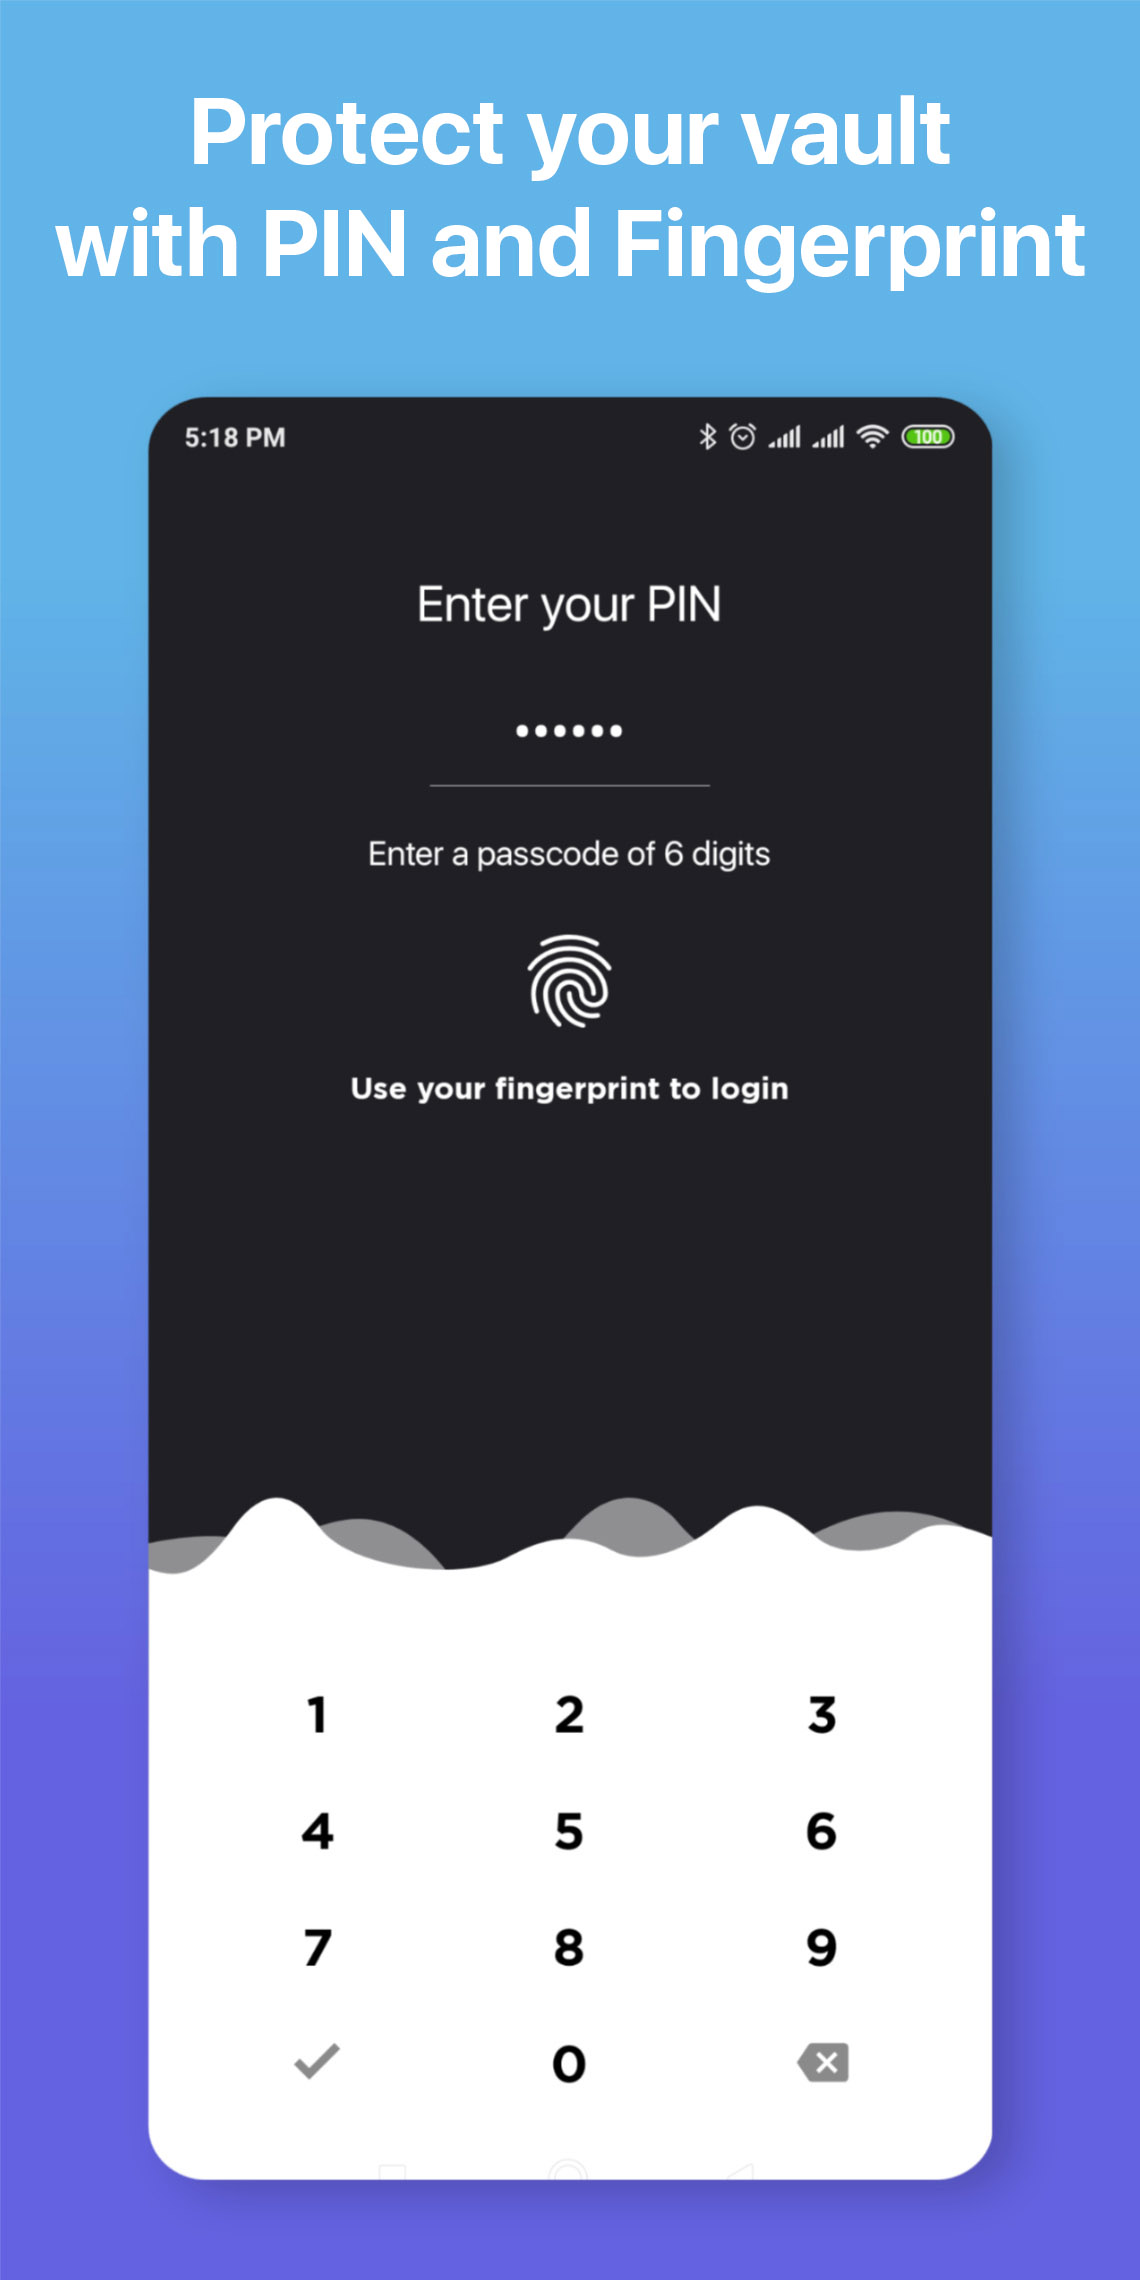 Protect your vault
with PIN and Fingerprint
5:18 PM
100
Enter your PIN
••••••
Enter a passcode of 6 digits
Use your fingerprint to login
1 2 3
4 5 6
7 8 9
0